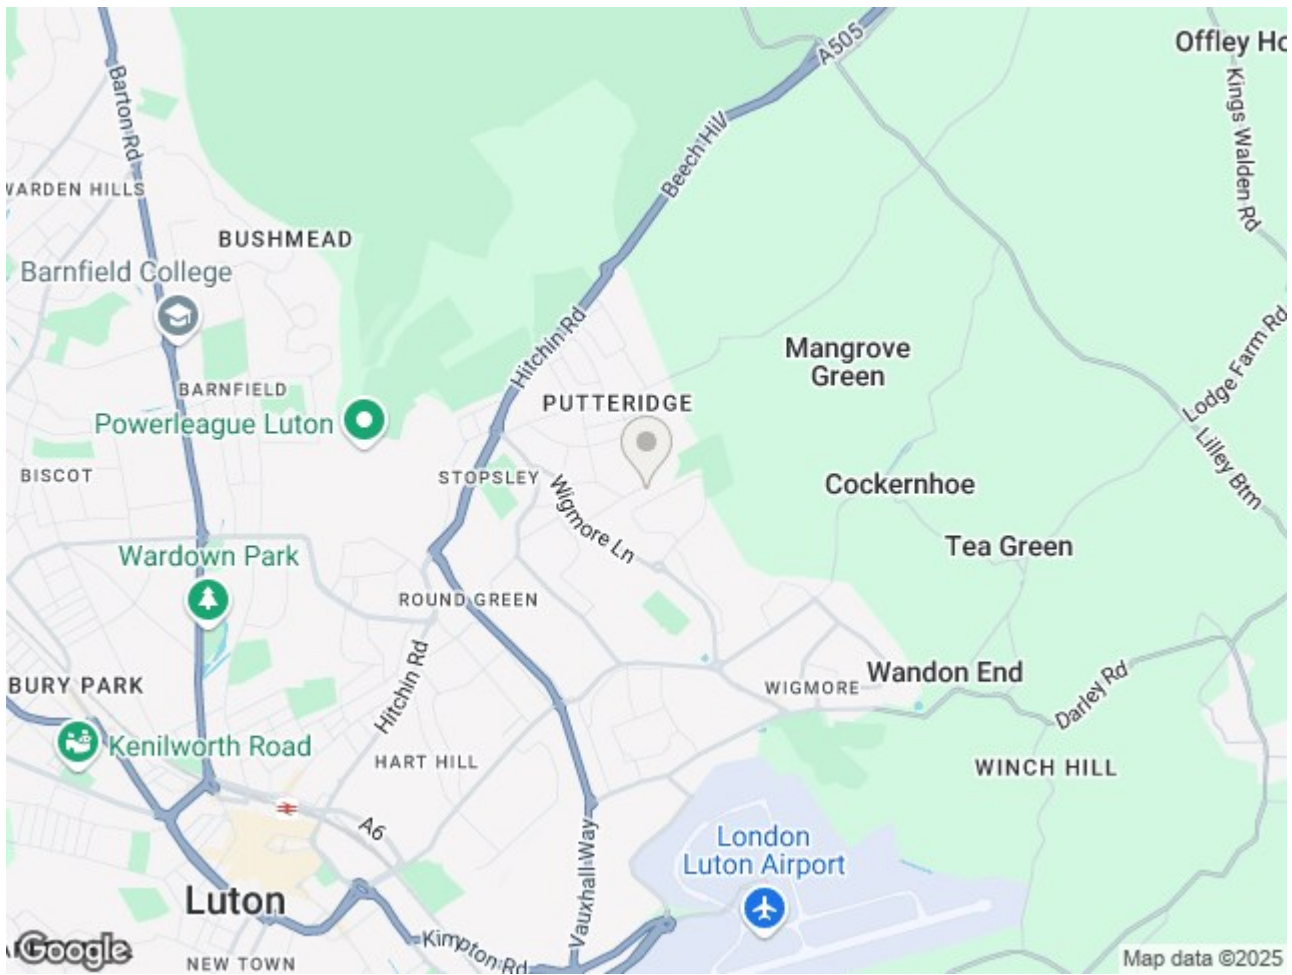 Offley Ho
A505
Barton Rd
Kings Walden Rd
Beech Hill
WARDEN HILLS
BUSHMEAD
Barnfield College
Hitchin Rd
Mangrove
Green
Lodge Farm Rd
BARNFIELD
PUTTERIDGE
Powerleague Luton
Lilley Btm
BISCOT
STOPSLEY
Wigmore Ln
Cockernhoe
Wardown Park
Tea Green
ROUND GREEN
Hitchin Rd
BURY PARK
WIGMORE
Wandon End
Darley Rd
Kenilworth Road
HART HILL
WINCH HILL
A6
Vauxhall Way
London
Luton Airport
Luton
Kimpton Rd
Google
NEW TOWN
Map data ©2025